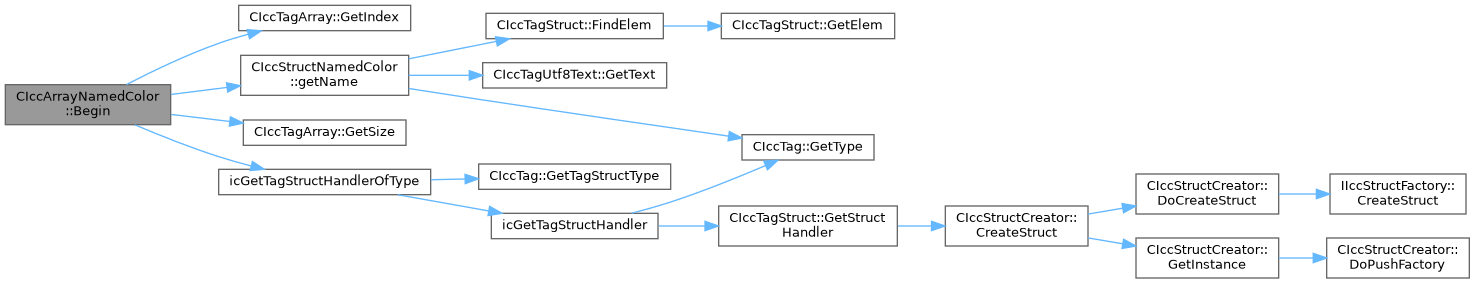 CIccArrayNamedColor
::Begin
CIccTagArray::GetIndex
CIccStructNamedColor
::getName
CIccTagArray::GetSize
icGetTagStructHandlerOfType
CIccTagStruct::FindElem
CIccTagUtf8Text::GetText
CIccTag::GetTagStructType
icGetTagStructHandler
CIccTagStruct::GetElem
CIccTag::GetType
CIccTagStruct::GetStruct
Handler
CIccStructCreator::
CreateStruct
CIccStructCreator::
DoCreateStruct
CIccStructCreator::
GetInstance
IIccStructFactory::
CreateStruct
CIccStructCreator::
DoPushFactory